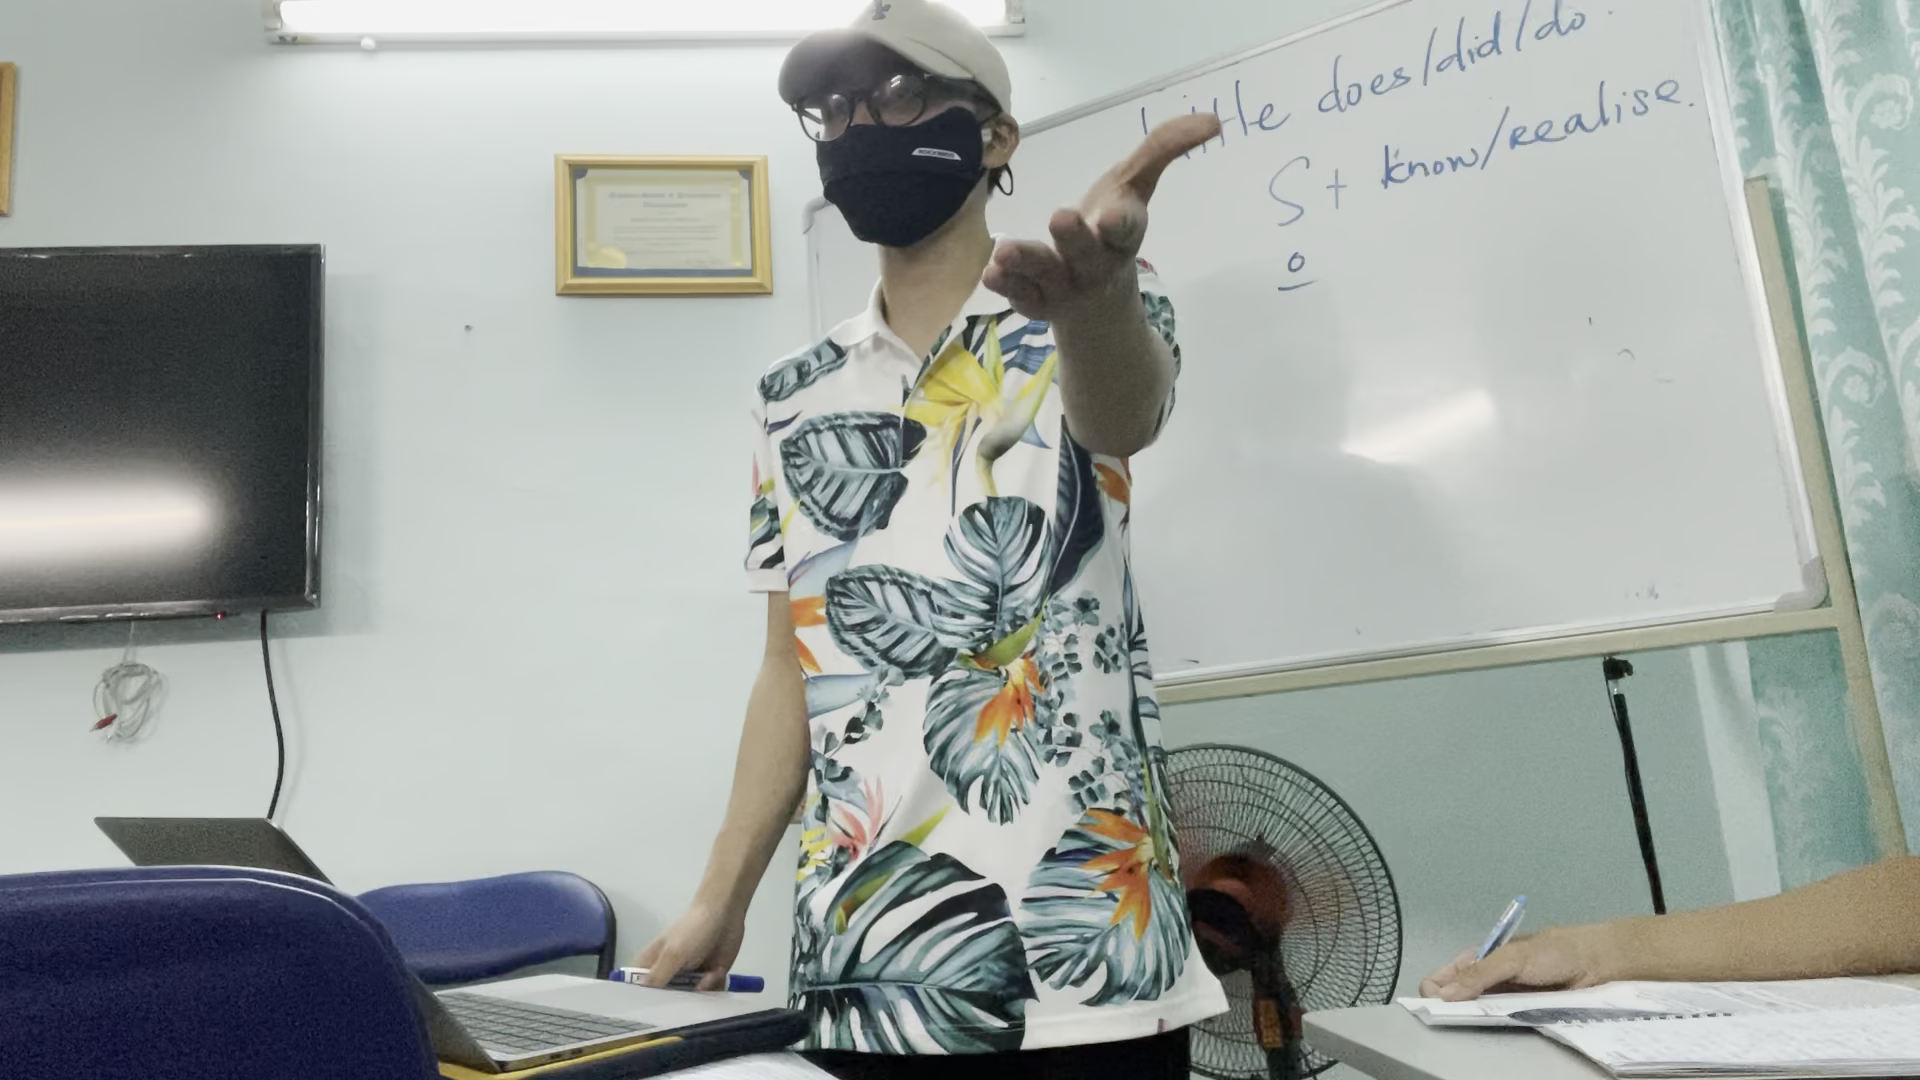 Little does/did/do.
S + know/realise.
o